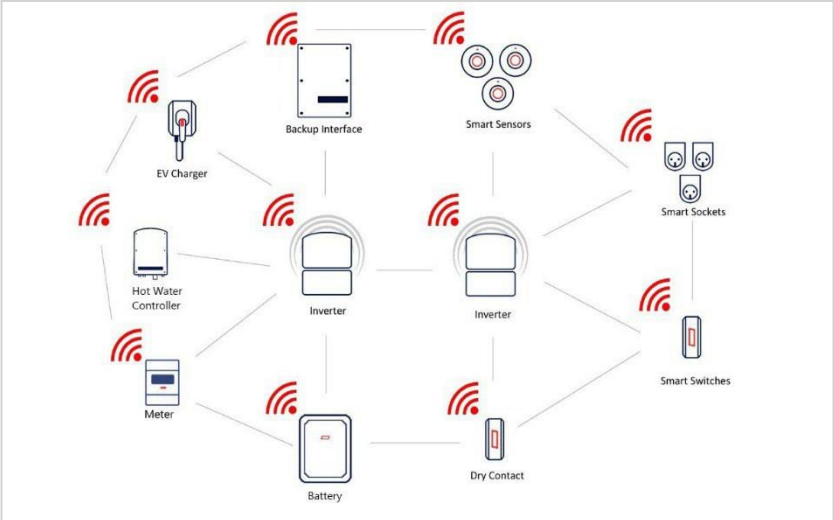 Backup Interface
Smart Sensors
EV Charger
Smart Sockets
Hot Water
Controller
Inverter
Inverter
Smart Switches
Meter
Dry Contact
Battery